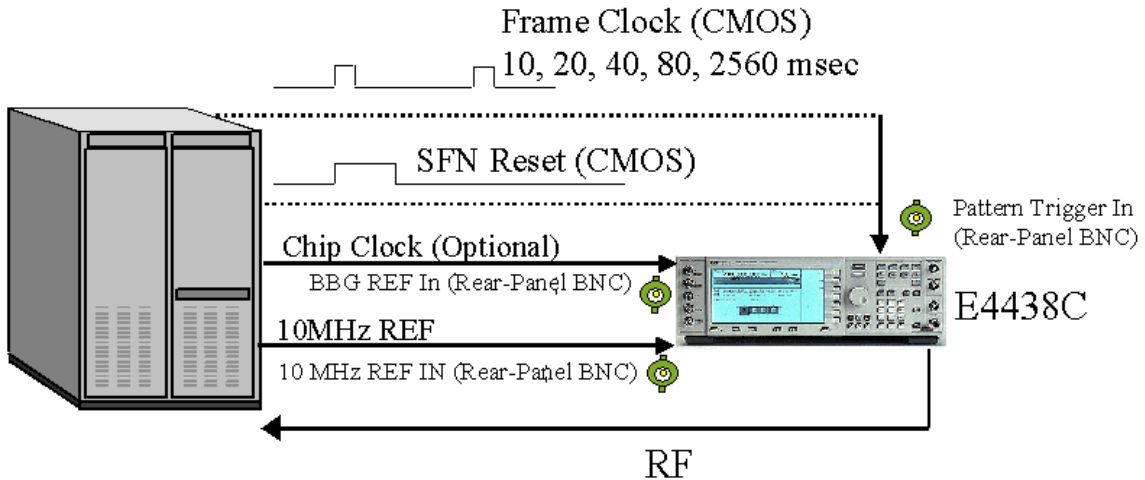 Frame Clock (CMOS)
10, 20, 40, 80, 2560 msec
SFN Reset (CMOS)
Pattern Trigger In
(Rear-Panel BNC)
Chip Clock (Optional)
BBG REF In (Rear-Panel BNC)
E4438C
10MHz REF
10 MHz REF IN (Rear-Panel BNC)
RF